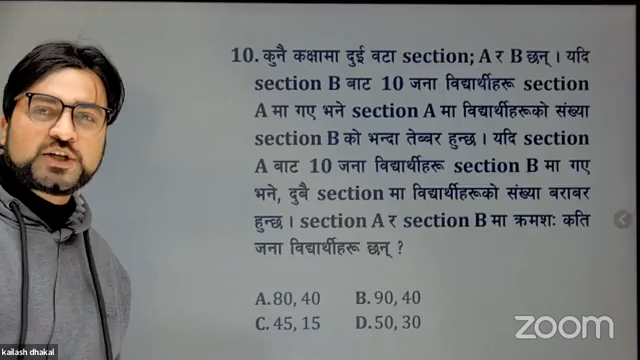 10. कुनै कक्षामा दुई वटा section; A र B छन् । यदि
section B बाट 10 जना विद्यार्थीहरू section
A मा गए भने section A मा विद्यार्थीहरूको संख्या
section B को भन्दा तेब्बर हुन्छ । यदि section
A बाट 10 जना विद्यार्थीहरू section B मा गए
भने, दुबै section मा विद्यार्थीहरूको संख्या बराबर
हुन्छ । section A र section B मा क्रमशः कति
जना विद्यार्थीहरू छन् ?
A. 80, 40 B. 90, 40
C. 45, 15 D. 50, 30
zoom
kailash dhakal